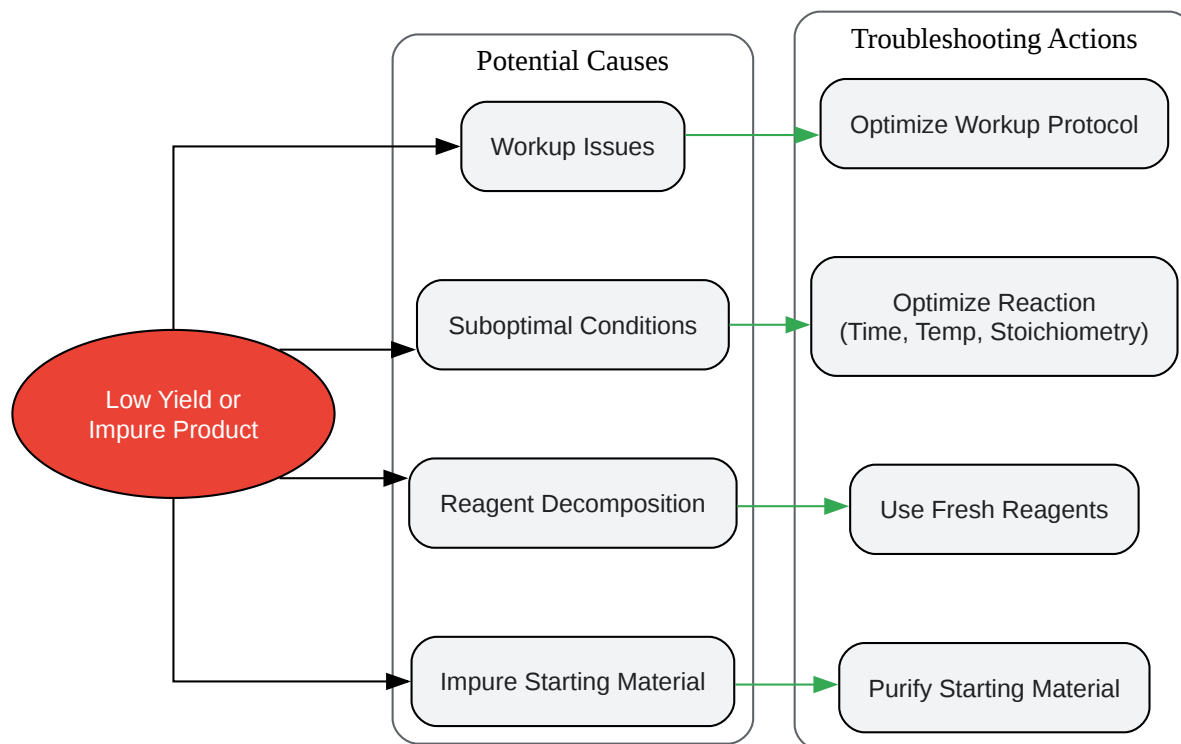 Low Yield or
Impure Product
Potential Causes
Workup Issues
Suboptimal Conditions
Reagent Decomposition
Impure Starting Material
Troubleshooting Actions
Optimize Workup Protocol
Optimize Reaction
(Time, Temp, Stoichiometry)
Use Fresh Reagents
Purify Starting Material